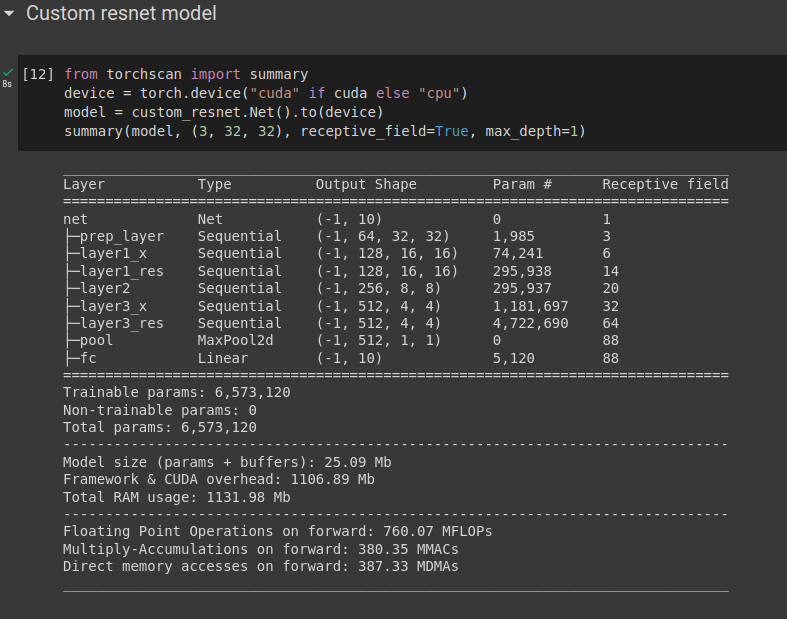 Custom resnet model
[12] from torchscan import summary
device = torch.device("cuda" if cuda else "cpu")
model = custom_resnet.Net().to(device)
summary(model, (3, 32, 32), receptive_field=True, max_depth=1)
8s
Layer Type Output Shape Param # Receptive field
===============================================================================
net Net (-1, 10) 0 1
├─prep_layer Sequential (-1, 64, 32, 32) 1,985 3
├─layer1_x Sequential (-1, 128, 16, 16) 74,241 6
├─layer1_res Sequential (-1, 128, 16, 16) 295,938 14
├─layer2 Sequential (-1, 256, 8, 8) 295,937 20
├─layer3_x Sequential (-1, 512, 4, 4) 1,181,697 32
├─layer3_res Sequential (-1, 512, 4, 4) 4,722,690 64
├─pool MaxPool2d (-1, 512, 1, 1) 0 88
├─fc Linear (-1, 10) 5,120 88
===============================================================================
Trainable params: 6,573,120
Non-trainable params: 0
Total params: 6,573,120
-------------------------------------------------------------------------------
Model size (params + buffers): 25.09 Mb
Framework & CUDA overhead: 1106.89 Mb
Total RAM usage: 1131.98 Mb
-------------------------------------------------------------------------------
Floating Point Operations on forward: 760.07 MFLOPs
Multiply-Accumulations on forward: 380.35 MMACs
Direct memory accesses on forward: 387.33 MDMAs